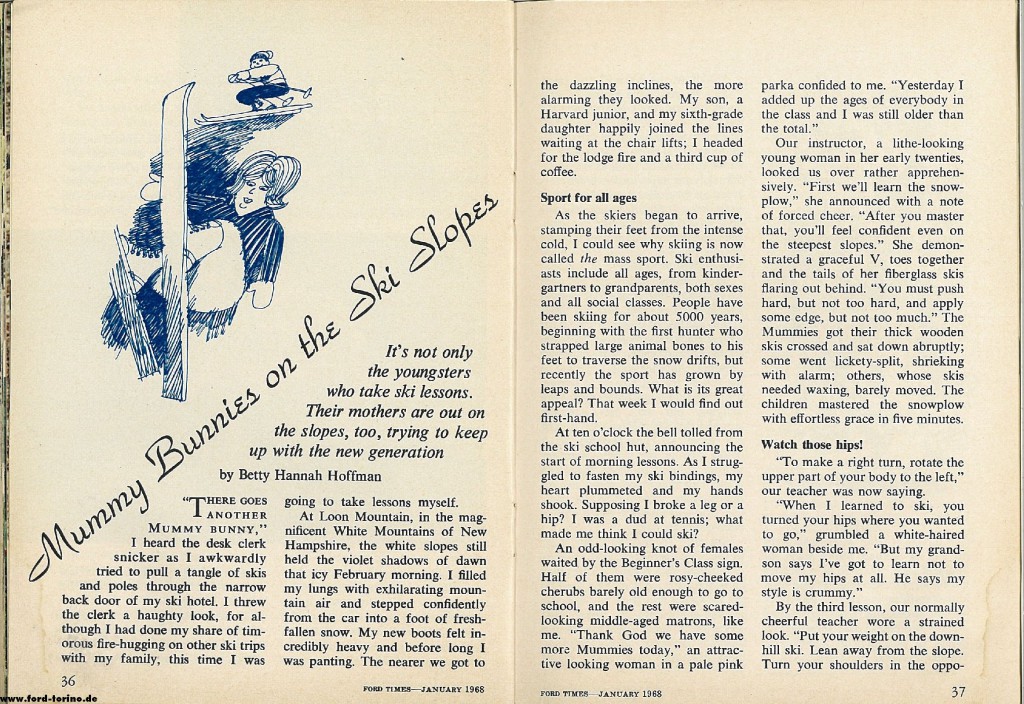 Mummy Bunnies on the Ski Slopes
It's not only
the youngsters
who take ski lessons.
Their mothers are out on
the slopes, too, trying to keep
up with the new generation
by Betty Hannah Hoffman
"THERE GOES
ANOTHER
MUMMY BUNNY,"
I heard the desk clerk
snicker as I awkwardly
tried to pull a tangle of skis
and poles through the narrow
back door of my ski hotel. I threw
the clerk a haughty look, for al-
though I had done my share of tim-
orous fire-hugging on other ski trips
with my family, this time I was
going to take lessons myself.
At Loon Mountain, in the mag-
nificent White Mountains of New
Hampshire, the white slopes still
held the violet shadows of dawn
that icy February morning. I filled
my lungs with exhilarating moun-
tain air and stepped confidently
from the car into a foot of fresh-
fallen snow. My new boots felt in-
credibly heavy and before long I
was panting. The nearer we got to
36
FORD TIMES—JANUARY 1968
www.ford-torino.de
the dazzling inclines, the more
alarming they looked. My son, a
Harvard junior, and my sixth-grade
daughter happily joined the lines
waiting at the chair lifts; I headed
for the lodge fire and a third cup of
coffee.
Sport for all ages
As the skiers began to arrive,
stamping their feet from the intense
cold, I could see why skiing is now
called the mass sport. Ski enthusi-
asts include all ages, from kinder-
gartners to grandparents, both sexes
and all social classes. People have
been skiing for about 5000 years,
beginning with the first hunter who
strapped large animal bones to his
feet to traverse the snow drifts, but
recently the sport has grown by
leaps and bounds. What is its great
appeal? That week I would find out
first-hand.
At ten o'clock the bell tolled from
the ski school hut, announcing the
start of morning lessons. As I strug-
gled to fasten my ski bindings, my
heart plummeted and my hands
shook. Supposing I broke a leg or a
hip? I was a dud at tennis; what
made me think I could ski?
An odd-looking knot of females
waited by the Beginner's Class sign.
Half of them were rosy-cheeked
cherubs barely old enough to go to
school, and the rest were scared-
looking middle-aged matrons, like
me. "Thank God we have some
more Mummies today," an attrac-
tive looking woman in a pale pink
parka confided to me. "Yesterday I
added up the ages of everybody in
the class and I was still older than
the total."
Our instructor, a lithe-looking
young woman in her early twenties,
looked us over rather apprehen-
sively. "First we'll learn the snow-
plow," she announced with a note
of forced cheer. "After you master
that, you'll feel confident even on
the steepest slopes." She demon-
strated a graceful V, toes together
and the tails of her fiberglass skis
flaring out behind. "You must push
hard, but not too hard, and apply
some edge, but not too much." The
Mummies got their thick wooden
skis crossed and sat down abruptly;
some went lickety-split, shrieking
with alarm; others, whose skis
needed waxing, barely moved. The
children mastered the snowplow
with effortless grace in five minutes.
Watch those hips!
"To make a right turn, rotate the
upper part of your body to the left,"
our teacher was now saying.
"When I learned to ski, you
turned your hips where you wanted
to go," grumbled a white-haired
woman beside me. "But my grand-
son says I've got to learn not to
move my hips at all. He says my
style is crummy."
By the third lesson, our normally
cheerful teacher wore a strained
look. "Put your weight on the down-
hill ski. Lean away from the slope.
Turn your shoulders in the oppo-
FORD TIMES—JANUARY 1968
37